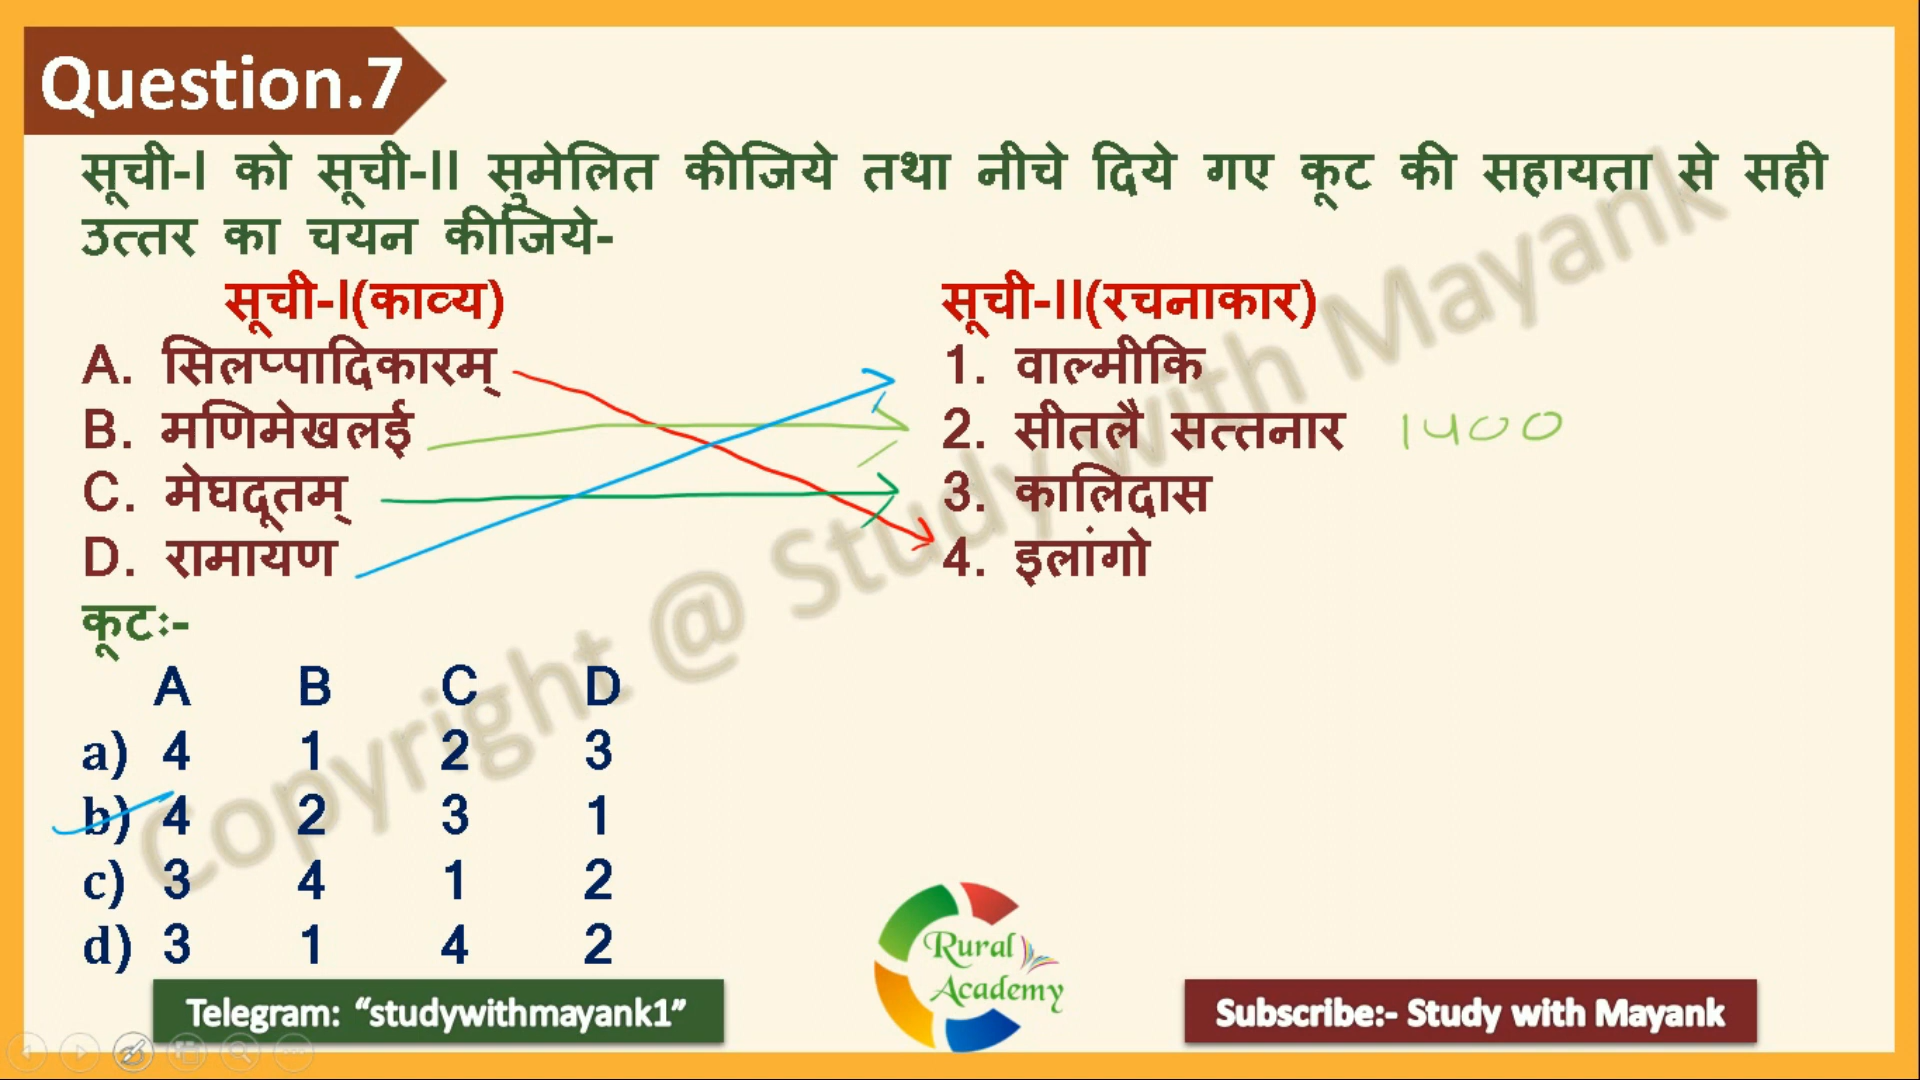 Question.7
सूची-I को सूची-II सुमेलित कीजिये तथा नीचे दिये गए कूट की सहायता से सही
उत्तर का चयन कीजिये-
सूची-I(काव्य) सूची-II(रचनाकार)
A. सिलप्पादिकारम् 1. वाल्मीकि
B. मणिमेखलई 2. सीतलै सत्तनार 1400
C. मेघदूतम् 3. कालिदास
D. रामायण 4. इलांगो
कूटः-
A B C D
a) 4 1 2 3
b) 4 2 3 1
c) 3 4 1 2
d) 3 1 4 2
Copyright @ Study with Mayank
Rural
Academy
Telegram: “studywithmayank1” Subscribe:- Study with Mayank